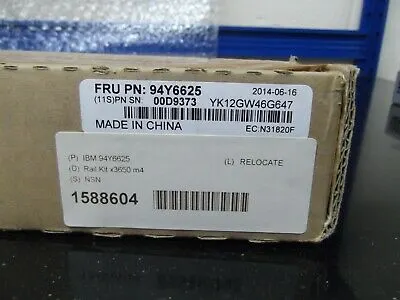 FRU PN: 94Y6625 2014-06-16
(11S)PN SN: 00D9373 YK12GW46G647
MADE IN CHINA EC:N31820F
(P) IBM 94Y6625
(D) Rail Kit x3650 m4 (L) RELOCATE
(S) NSN
1588604